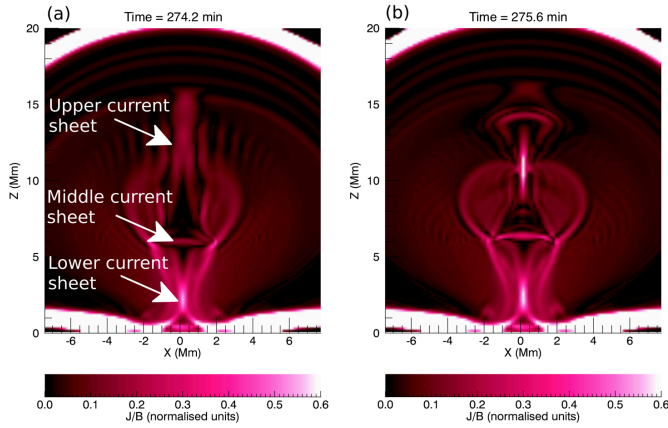 (a)
Time = 274.2 min
(b)
Time = 275.6 min
20
15
10
5
0
Z (Mm)
Upper current
sheet
Middle current
sheet
Lower current
sheet
-6 -4 -2 0 2 4 6
X (Mm)
20
15
10
5
0
Z (Mm)
-6 -4 -2 0 2 4 6
X (Mm)
0.0 0.1 0.2 0.3 0.4 0.5 0.6
J/B (normalised units)
0.0 0.1 0.2 0.3 0.4 0.5 0.6
J/B (normalised units)